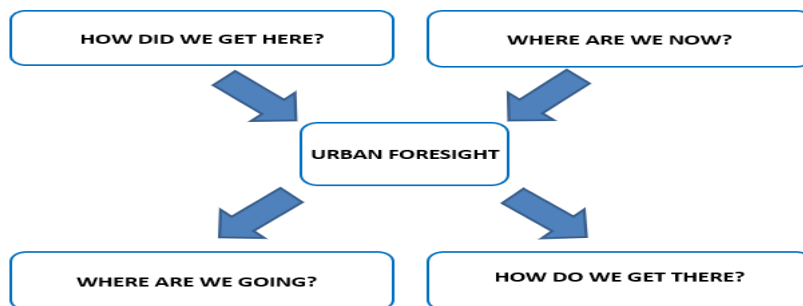 HOW DID WE GET HERE?
WHERE ARE WE NOW?
URBAN FORESIGHT
WHERE ARE WE GOING?
HOW DO WE GET THERE?